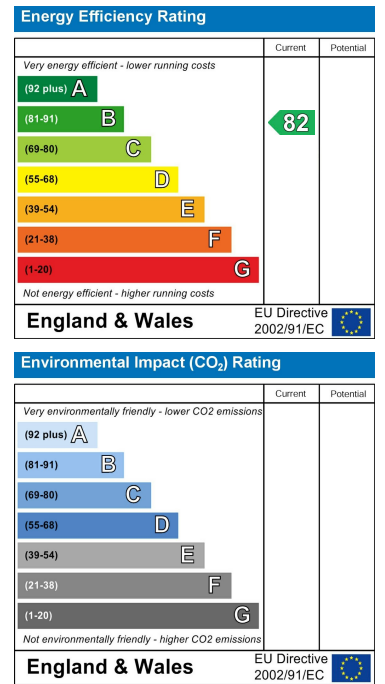 Energy Efficiency Rating
Current Potential
Very energy efficient - lower running costs
(92 plus) A
(81-91) B
82
(69-80) C
(55-68) D
(39-54) E
(21-38) F
(1-20) G
Not energy efficient - higher running costs
England & Wales
EU Directive
2002/91/EC
Environmental Impact (CO₂) Rating
Current Potential
Very environmentally friendly - lower CO2 emissions
(92 plus) A
(81-91) B
(69-80) C
(55-68) D
(39-54) E
(21-38) F
(1-20) G
Not environmentally friendly - higher CO2 emissions
England & Wales
EU Directive
2002/91/EC